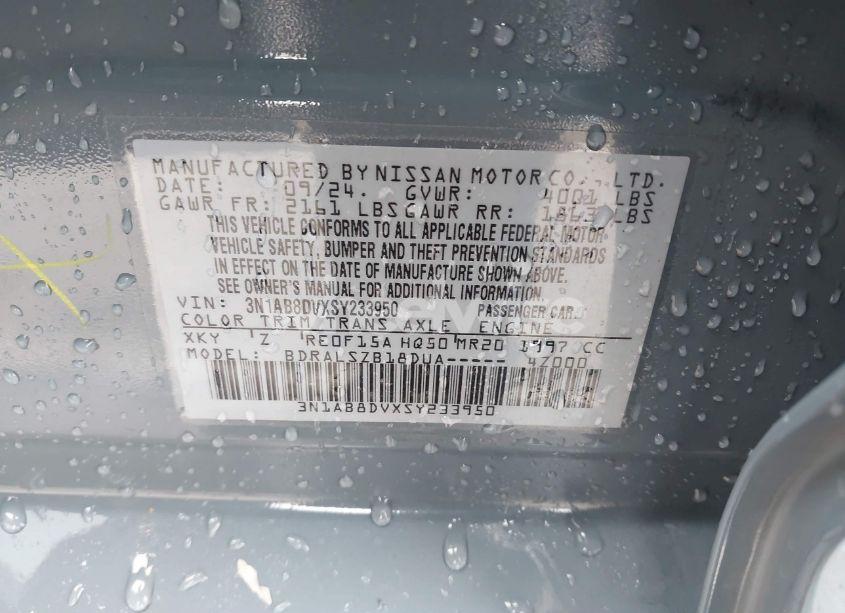 MANUFACTURED BY NISSAN MOTOR CO., LTD.
DATE: 09/24. GVWR: 4001 LBS
GAWR FR: 2161 LBS GAWR RR: 1863 LBS
THIS VEHICLE CONFORMS TO ALL APPLICABLE FEDERAL MOTOR
VEHICLE SAFETY, BUMPER AND THEFT PREVENTION STANDARDS
IN EFFECT ON THE DATE OF MANUFACTURE SHOWN ABOVE.
SEE OWNER'S MANUAL FOR ADDITIONAL INFORMATION.
VIN: 3N1AB8DVXSY233950 PASSENGER CAR
COLOR TRIM TRANS AXLE ENGINE
XKY Z RE0F15A HQ50 MR20 1997 CC
MODEL: BDRALSZB18DUA----- 4Z000
3N1AB8DVXSY233950